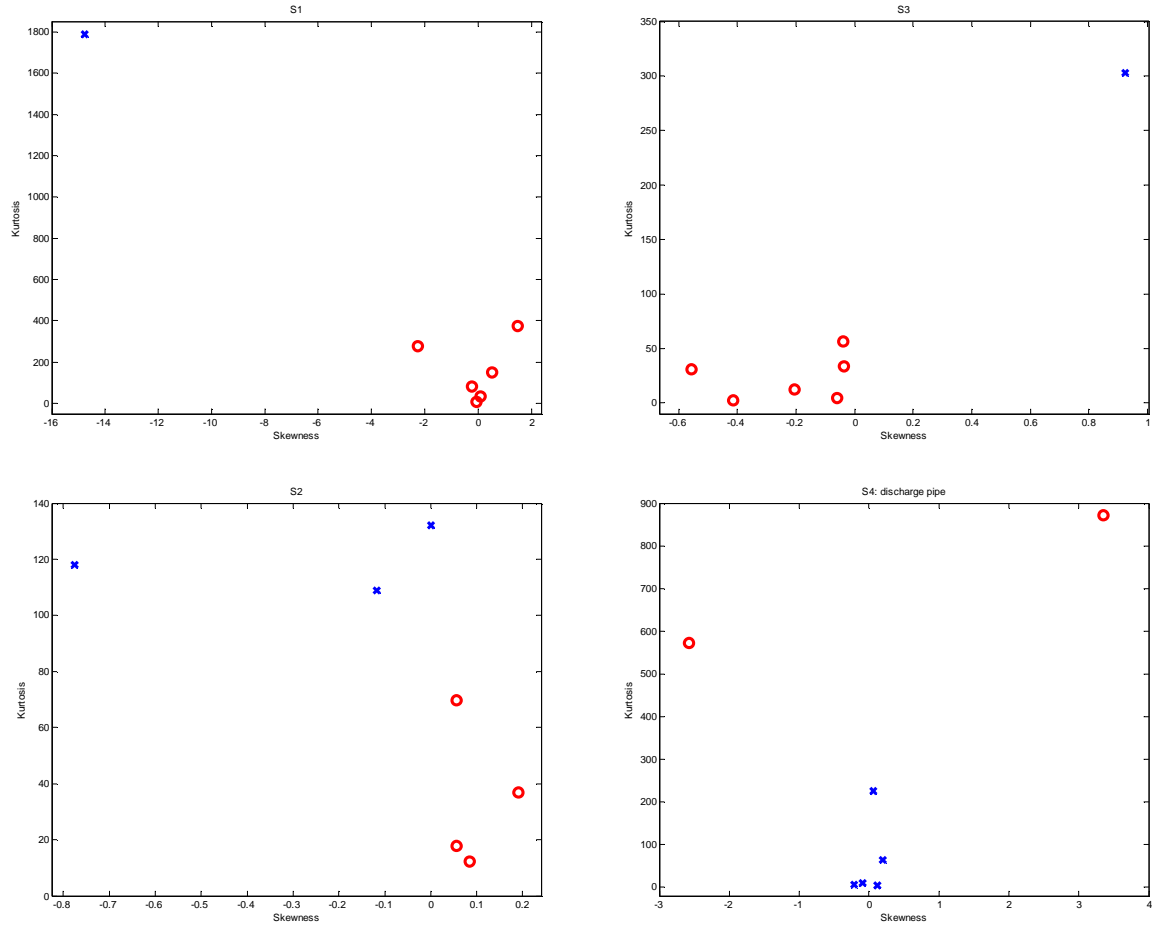 S1
1800
1600
1400
1200
1000
800
600
400
200
0
Kurtosis
-16 -14 -12 -10 -8 -6 -4 -2 0 2
Skewness
S3
350
300
250
200
150
100
50
0
Kurtosis
-0.6 -0.4 -0.2 0 0.2 0.4 0.6 0.8 1
Skewness
S2
140
120
100
80
60
40
20
0
Kurtosis
-0.8 -0.7 -0.6 -0.5 -0.4 -0.3 -0.2 -0.1 0 0.1 0.2
Skewness
S4: discharge pipe
900
800
700
600
500
400
300
200
100
0
Kurtosis
-3 -2 -1 0 1 2 3 4
Skewness